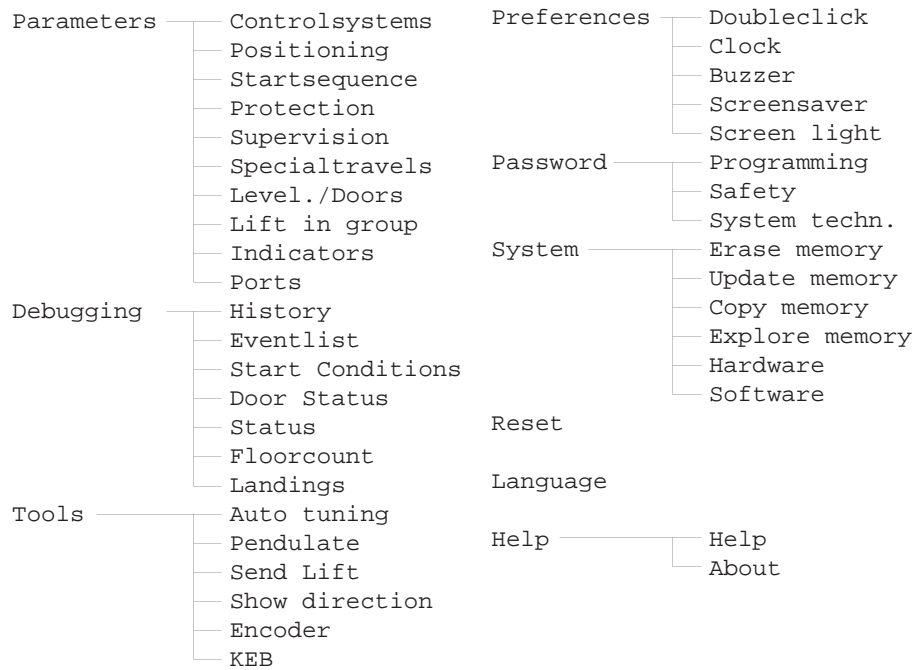 Parameters Controlsystems
Positioning
Startsequence
Protection
Supervision
Specialtravels
Level./Doors
Lift in group
Indicators
Ports
Debugging History
Eventlist
Start Conditions
Door Status
Status
Floorcount
Landings
Tools Auto tuning
Pendulate
Send Lift
Show direction
Encoder
KEB
Preferences Doubleclick
Clock
Buzzer
Screensaver
Screen light
Password Programming
Safety
System techn.
System Erase memory
Update memory
Copy memory
Explore memory
Hardware
Software
Reset
Language
Help Help
About